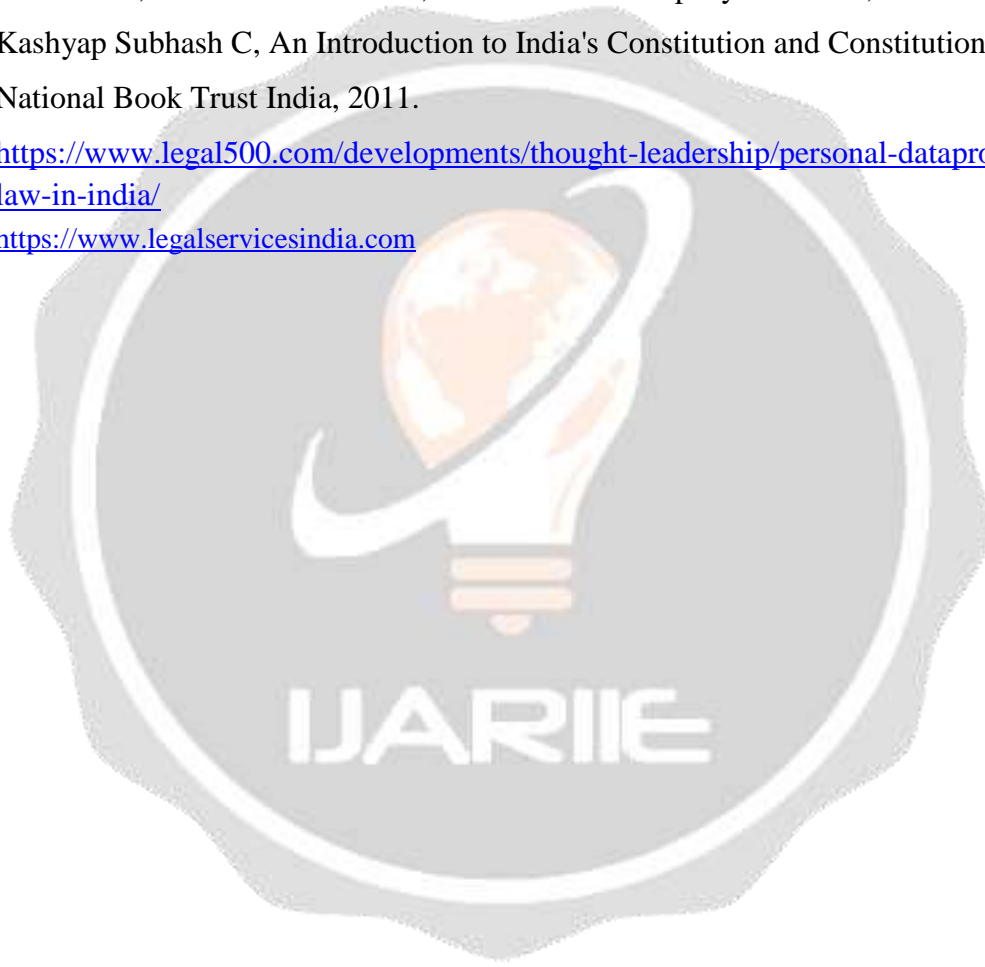 Kashyap Subhash C, An Introduction to India's Constitution and Constitution
National Book Trust India, 2011.
https://www.legal500.com/developments/thought-leadership/personal-datapro
law-in-india/
https://www.legalservicesindia.com
IJARIIE